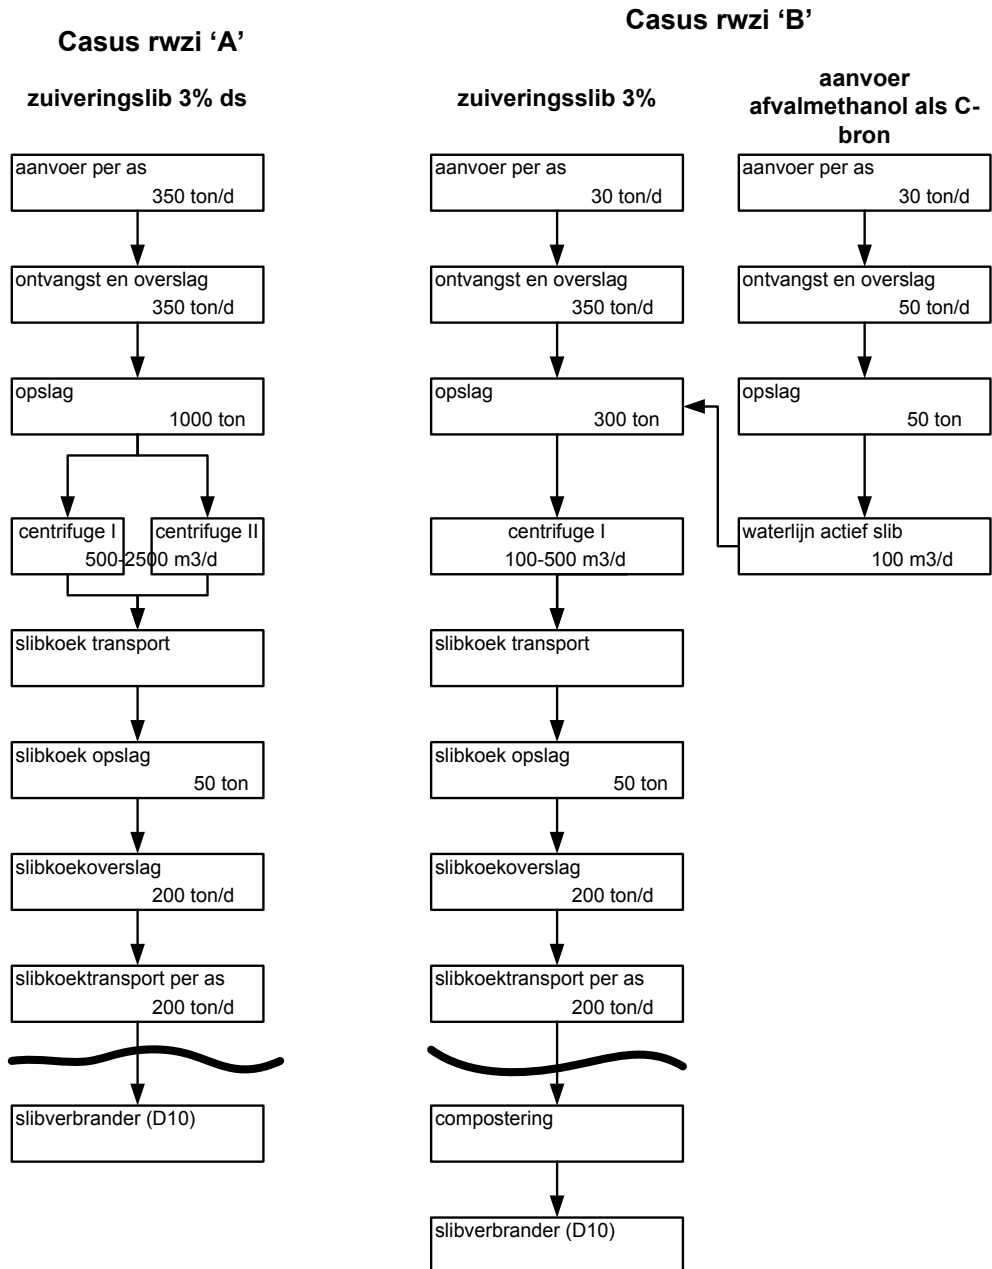 Casus rwzi ‘A’
zuiveringslib 3% ds
aanvoer per as
350 ton/d
ontvangst en overslag
350 ton/d
opslag
1000 ton
centrifuge I
centrifuge II
500-2500 m3/d
slibkoek transport
slibkoek opslag
50 ton
slibkoekoverslag
200 ton/d
slibkoektransport per as
200 ton/d
slibverbrander (D10)
Casus rwzi ‘B’
zuiveringsslib 3%
aanvoer per as
30 ton/d
ontvangst en overslag
350 ton/d
opslag
300 ton
centrifuge I
100-500 m3/d
slibkoek transport
slibkoek opslag
50 ton
slibkoekoverslag
200 ton/d
slibkoektransport per as
200 ton/d
compostering
slibverbrander (D10)
aanvoer
afvalmethanol als C-
bron
aanvoer per as
30 ton/d
ontvangst en overslag
50 ton/d
opslag
50 ton
waterlijn actief slib
100 m3/d